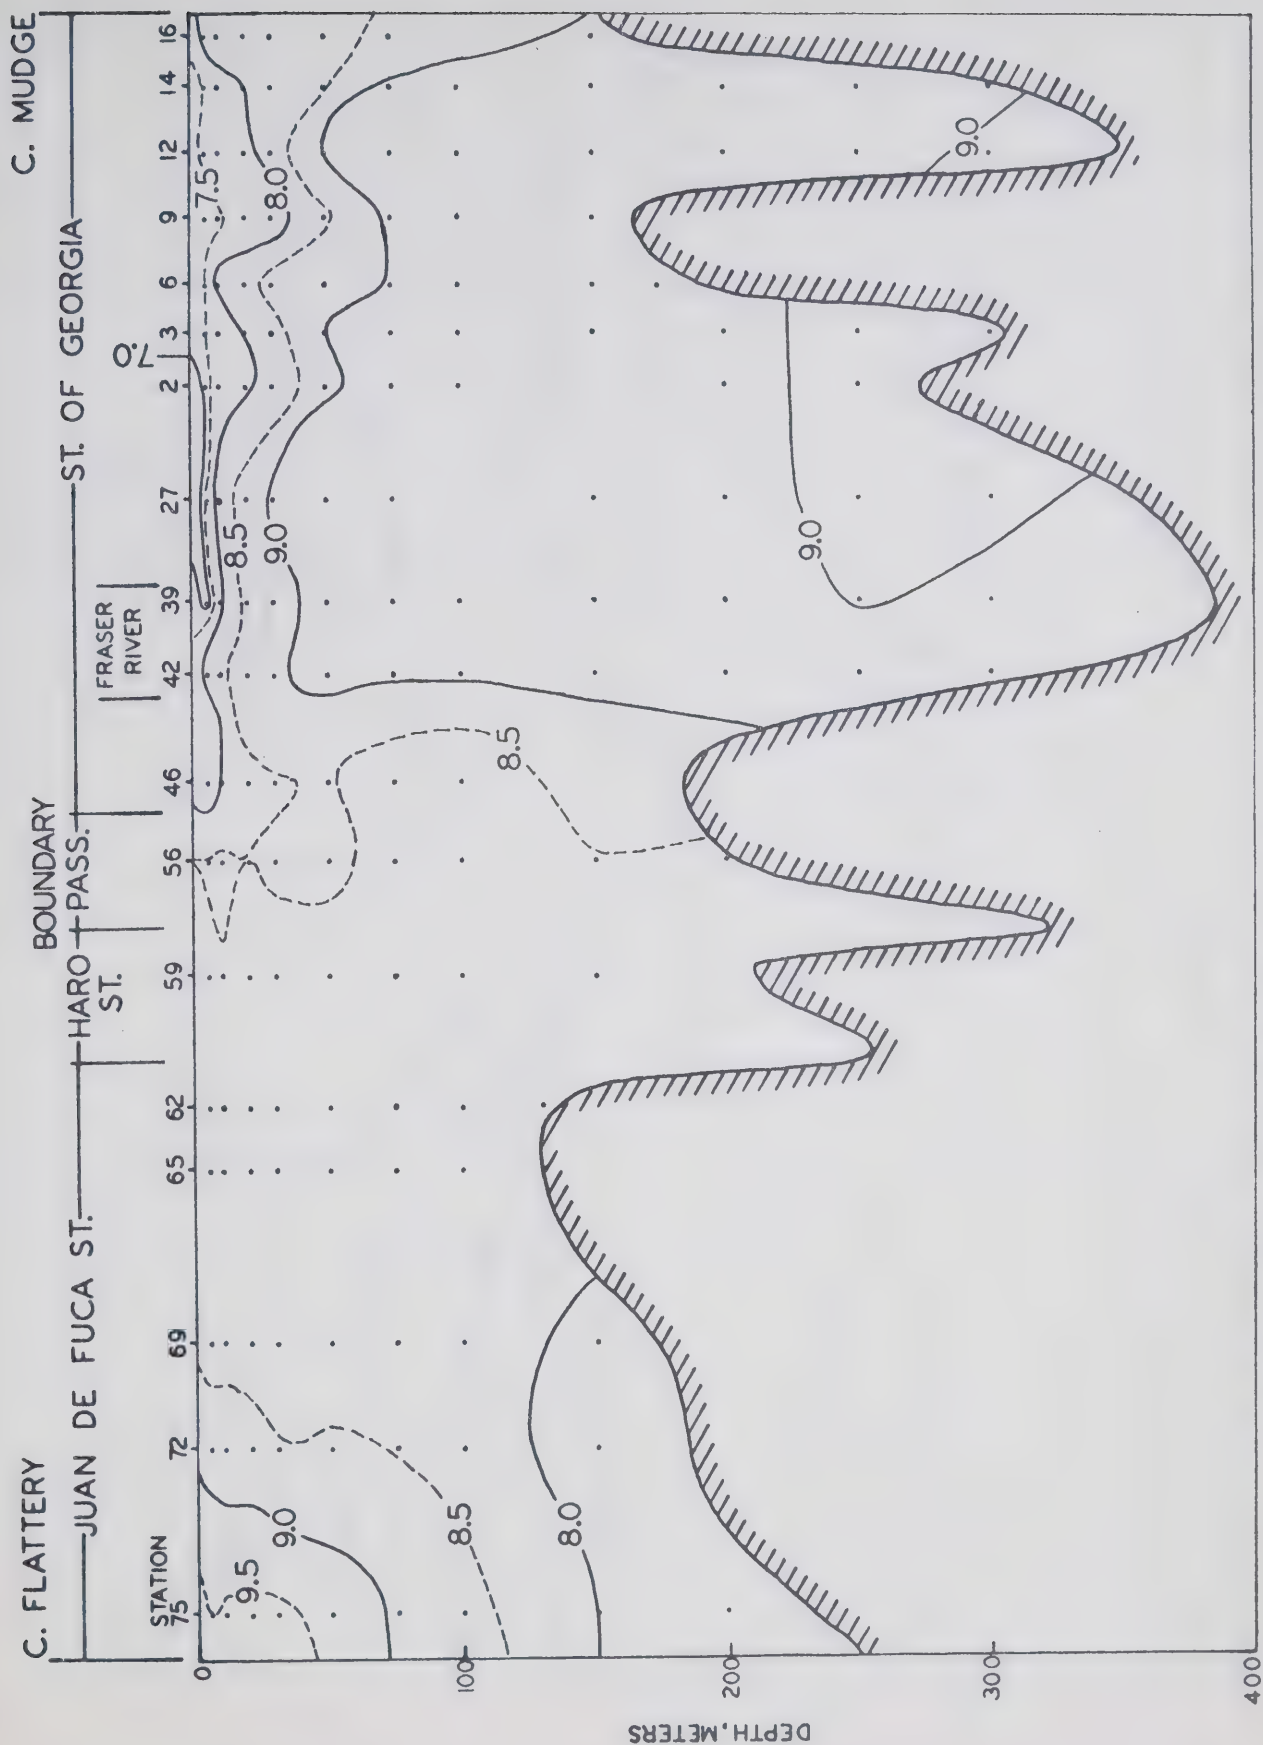 C. FLATTERY
C. MUDGE
JUAN DE FUCA ST.
HARO ST.
BOUNDARY PASS.
ST. OF GEORGIA
FRASER RIVER
7.0
STATION
75 72 69 65 62 59 56 46 42 39 27 2 3 6 9 12 14 16
0
100
200
300
400
DEPTH, METERS
9.5
9.0
8.5
8.0
8.5
8.5
9.0
7.5
8.0
9.0
9.0